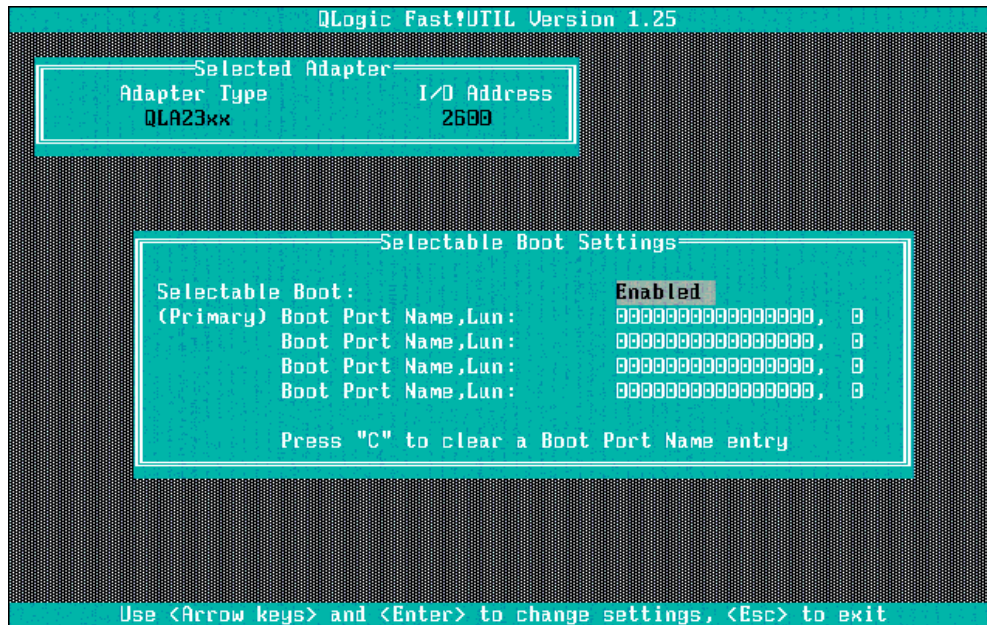 QLogic Fast!UTIL Version 1.25
Selected Adapter
Adapter Type I/O Address
QLA23xx 2600
Selectable Boot Settings
Selectable Boot: Enabled
(Primary) Boot Port Name,Lun: 0000000000000000, 0
Boot Port Name,Lun: 0000000000000000, 0
Boot Port Name,Lun: 0000000000000000, 0
Boot Port Name,Lun: 0000000000000000, 0
Press "C" to clear a Boot Port Name entry
Use <Arrow keys> and <Enter> to change settings, <Esc> to exit